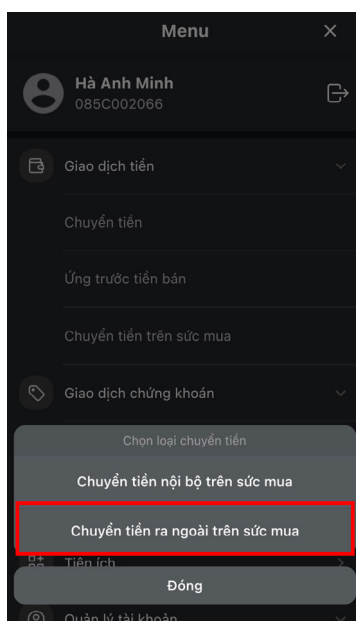 Menu
Hà Anh Minh
085C002066
Giao dịch tiền
Chuyển tiền
Ứng trước tiền bán
Chuyển tiền trên sức mua
Giao dịch chứng khoán
Chọn loại chuyển tiền
Chuyển tiền nội bộ trên sức mua
Chuyển tiền ra ngoài trên sức mua
Tiện ích
Đóng
Quản lý tài khoản